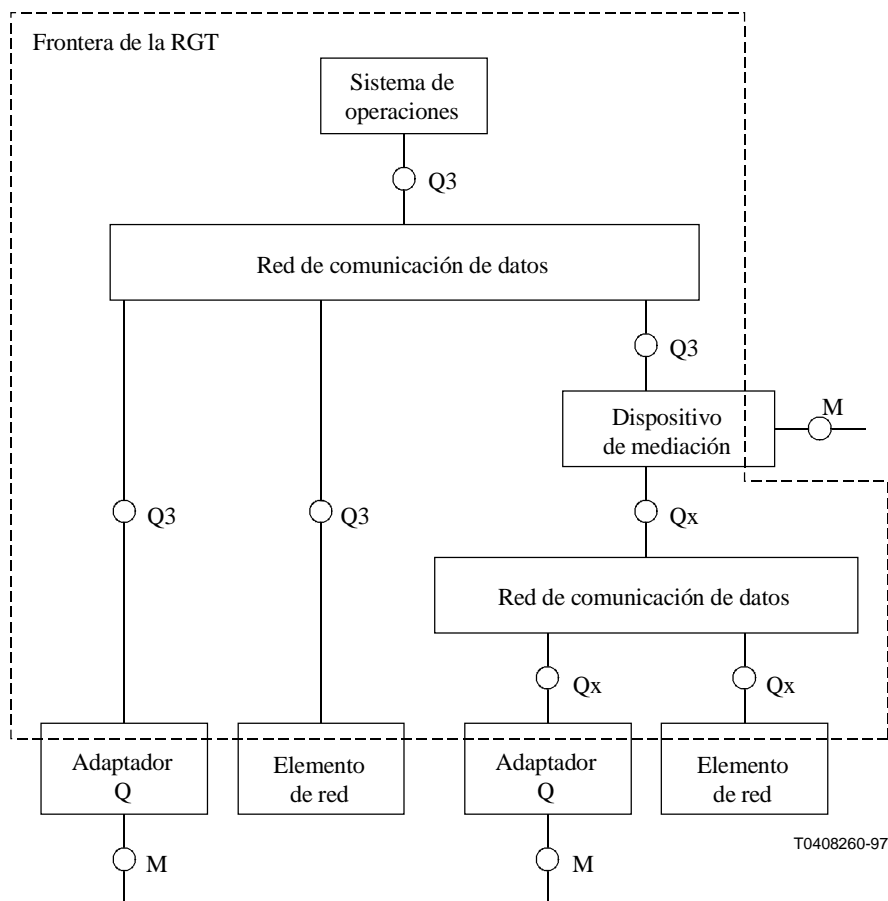 Frontera de la RGT
Sistema de
operaciones
Q3
Red de comunicación de datos
Q3
Dispositivo
de mediación
M
Q3
Q3
Qx
Red de comunicación de datos
Qx
Qx
Adaptador
Q
Elemento
de red
Adaptador
Q
Elemento
de red
T0408260-97
M
M